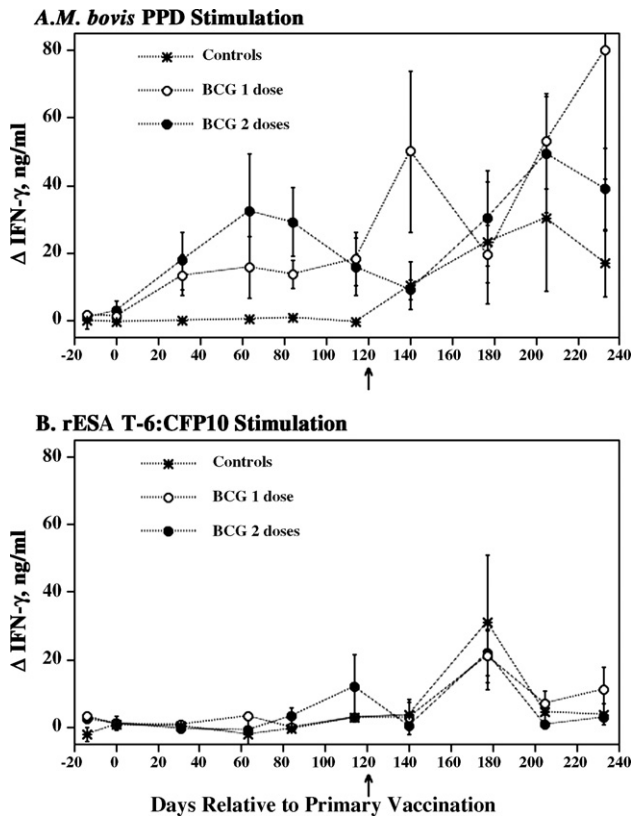 A.M. bovis PPD Stimulation
80
60
40
20
0
Δ IFN-γ, ng/ml
Controls
BCG 1 dose
BCG 2 doses
-20 0 20 40 60 80 100 120 140 160 180 200 220 240
B. rESA T-6:CFP10 Stimulation
80
60
40
20
0
Δ IFN-γ, ng/ml
Controls
BCG 1 dose
BCG 2 doses
-20 0 20 40 60 80 100 120 140 160 180 200 220 240
Days Relative to Primary Vaccination